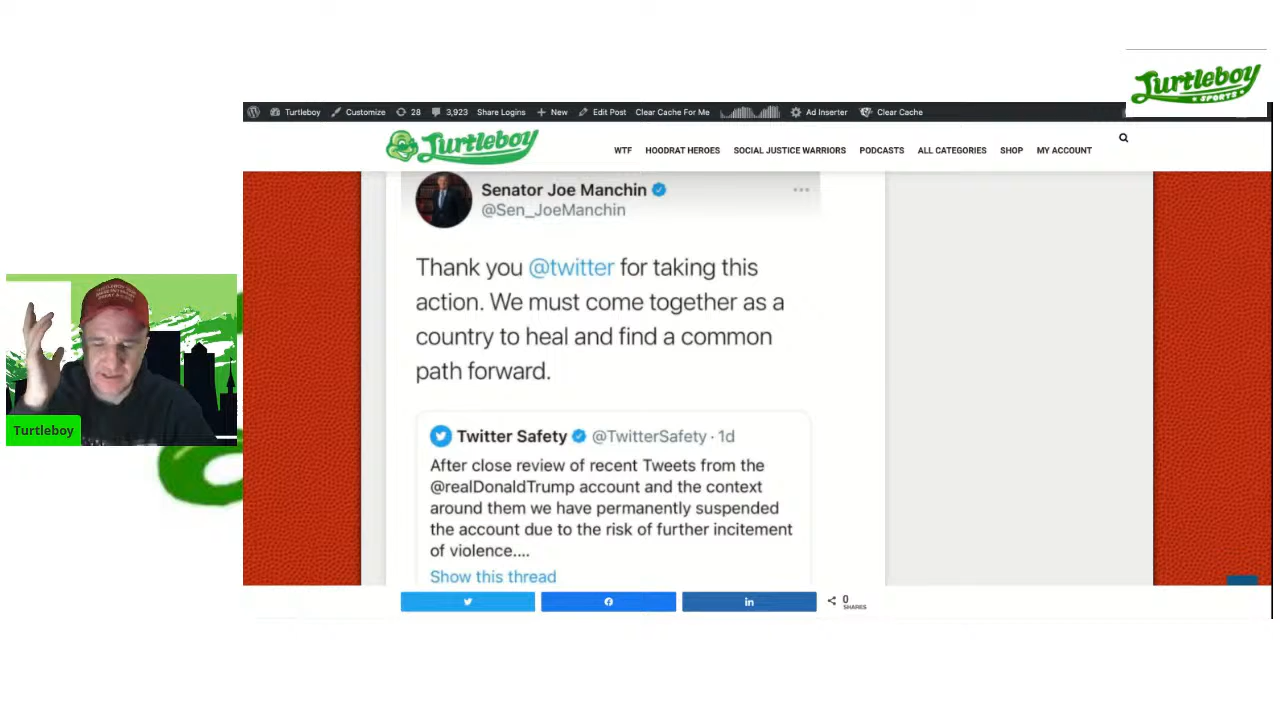 Turtleboy
SPORTS
Turtleboy Customize 28 3,923 Share Logins New Edit Post Clear Cache For Me Ad Inserter Clear Cache
Turtleboy
WTF HOODRAT HEROES SOCIAL JUSTICE WARRIORS PODCASTS ALL CATEGORIES SHOP MY ACCOUNT
Senator Joe Manchin
@Sen_JoeManchin
Thank you @twitter for taking this
action. We must come together as a
country to heal and find a common
path forward.
Twitter Safety @TwitterSafety · 1d
After close review of recent Tweets from the
@realDonaldTrump account and the context
around them we have permanently suspended
the account due to the risk of further incitement
of violence....
Show this thread
0
SHARES
Turtleboy